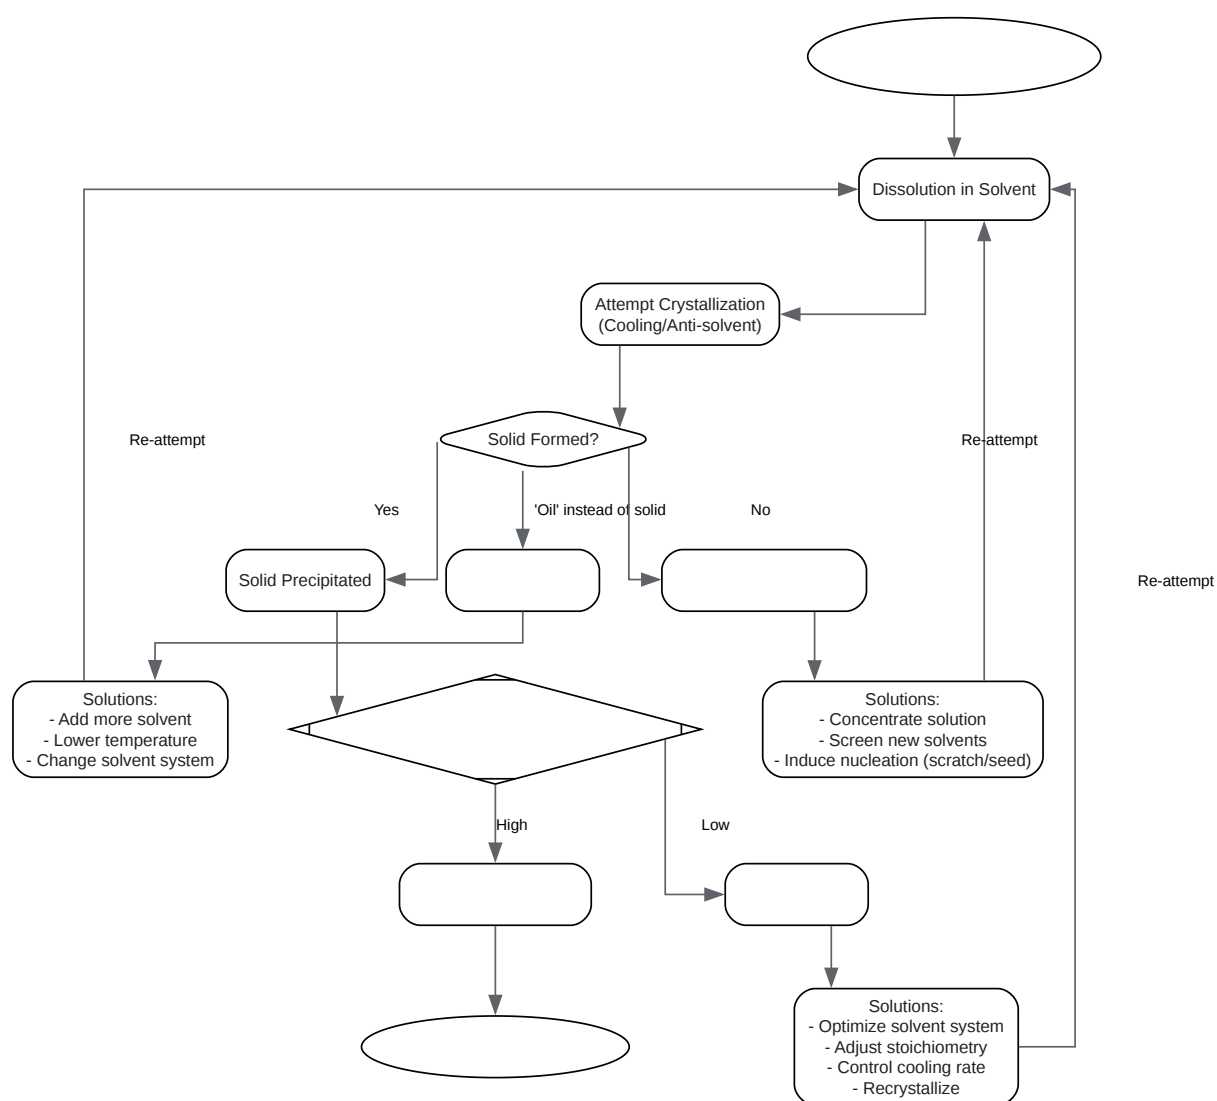 Dissolution in Solvent
Attempt Crystallization
(Cooling/Anti-solvent)
Solid Formed?
Re-attempt
Re-attempt
Yes
'Oil' instead of solid
No
Solid Precipitated
Re-attempt
Solutions:
- Add more solvent
- Lower temperature
- Change solvent system
Solutions:
- Concentrate solution
- Screen new solvents
- Induce nucleation (scratch/seed)
High
Low
Solutions:
- Optimize solvent system
- Adjust stoichiometry
- Control cooling rate
- Recrystallize